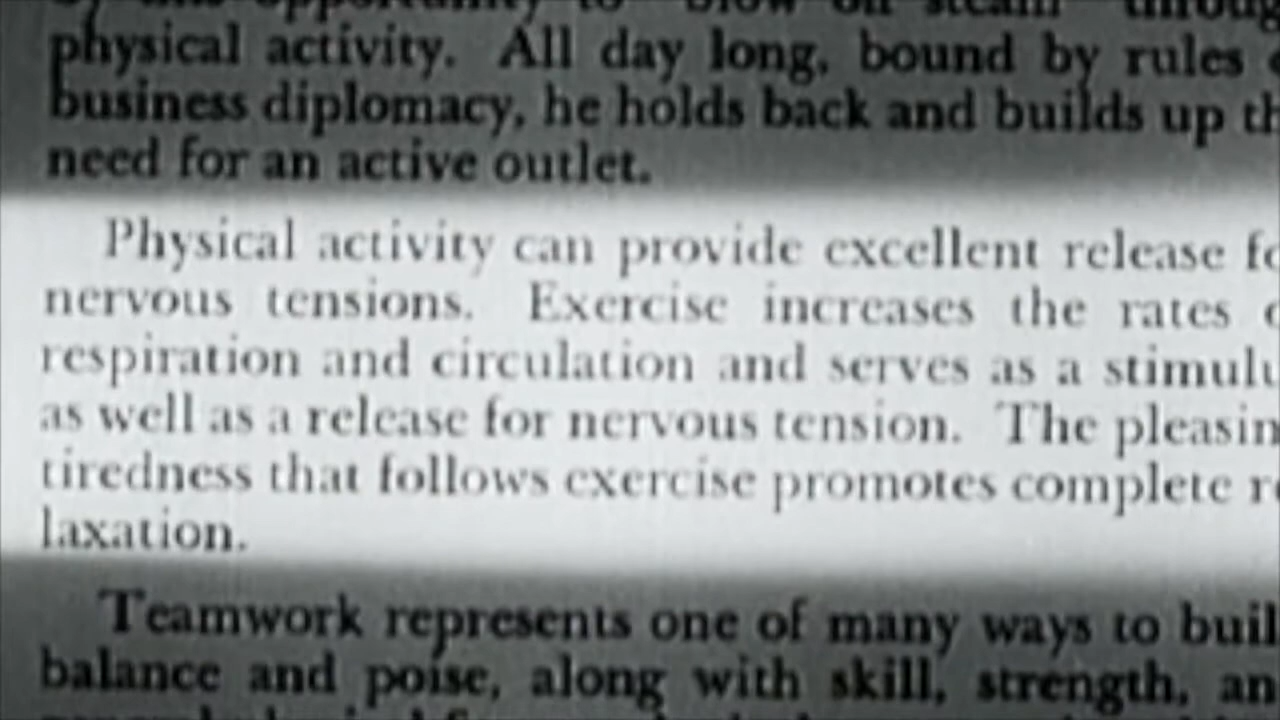 physical activity. All day long, bound by rules
business diplomacy, he holds back and builds up
need for an active outlet.
Physical activity can provide excellent release
nervous tensions. Exercise increases the rates
respiration and circulation and serves as a
as well as a release for nervous tension. The
tiredness that follows exercise promotes complete
laxation.
Teamwork represents one of many ways to
balance and poise, along with skill, strength,